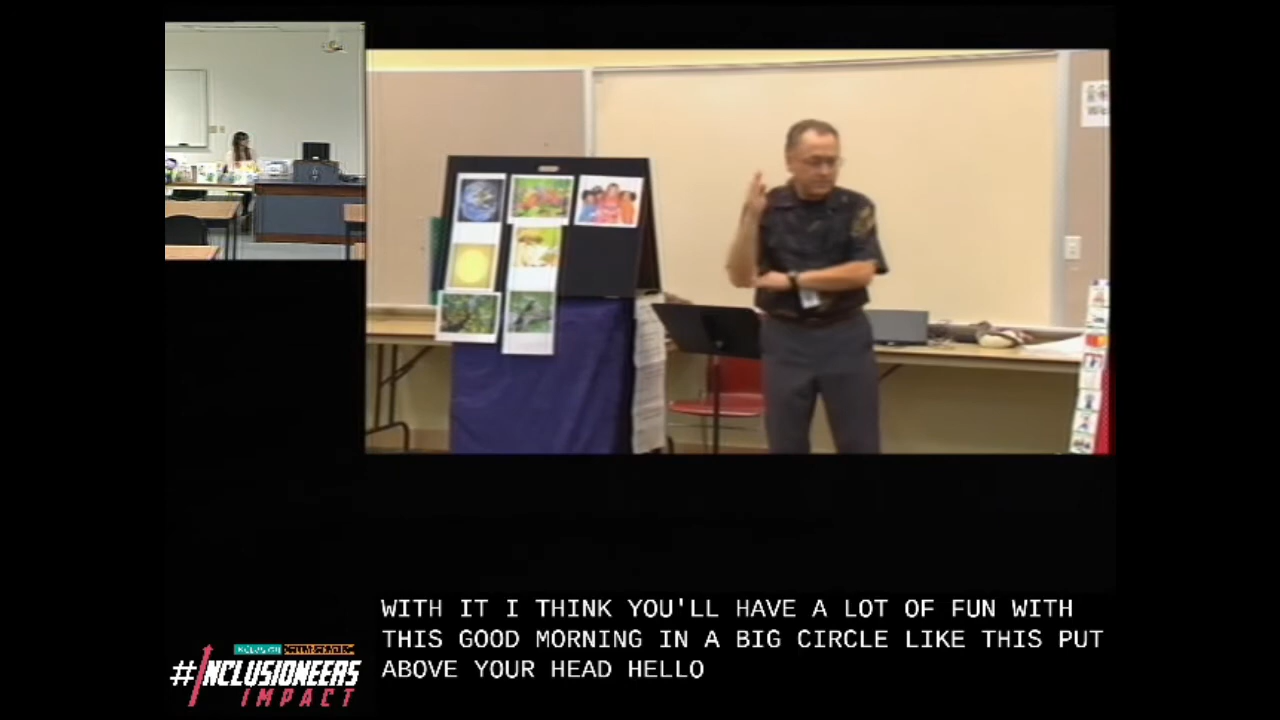 WITH IT I THINK YOU'LL HAVE A LOT OF FUN WITH
THIS GOOD MORNING IN A BIG CIRCLE LIKE THIS PUT
ABOVE YOUR HEAD HELLO
#INCLUSIONEERS
IMPACT